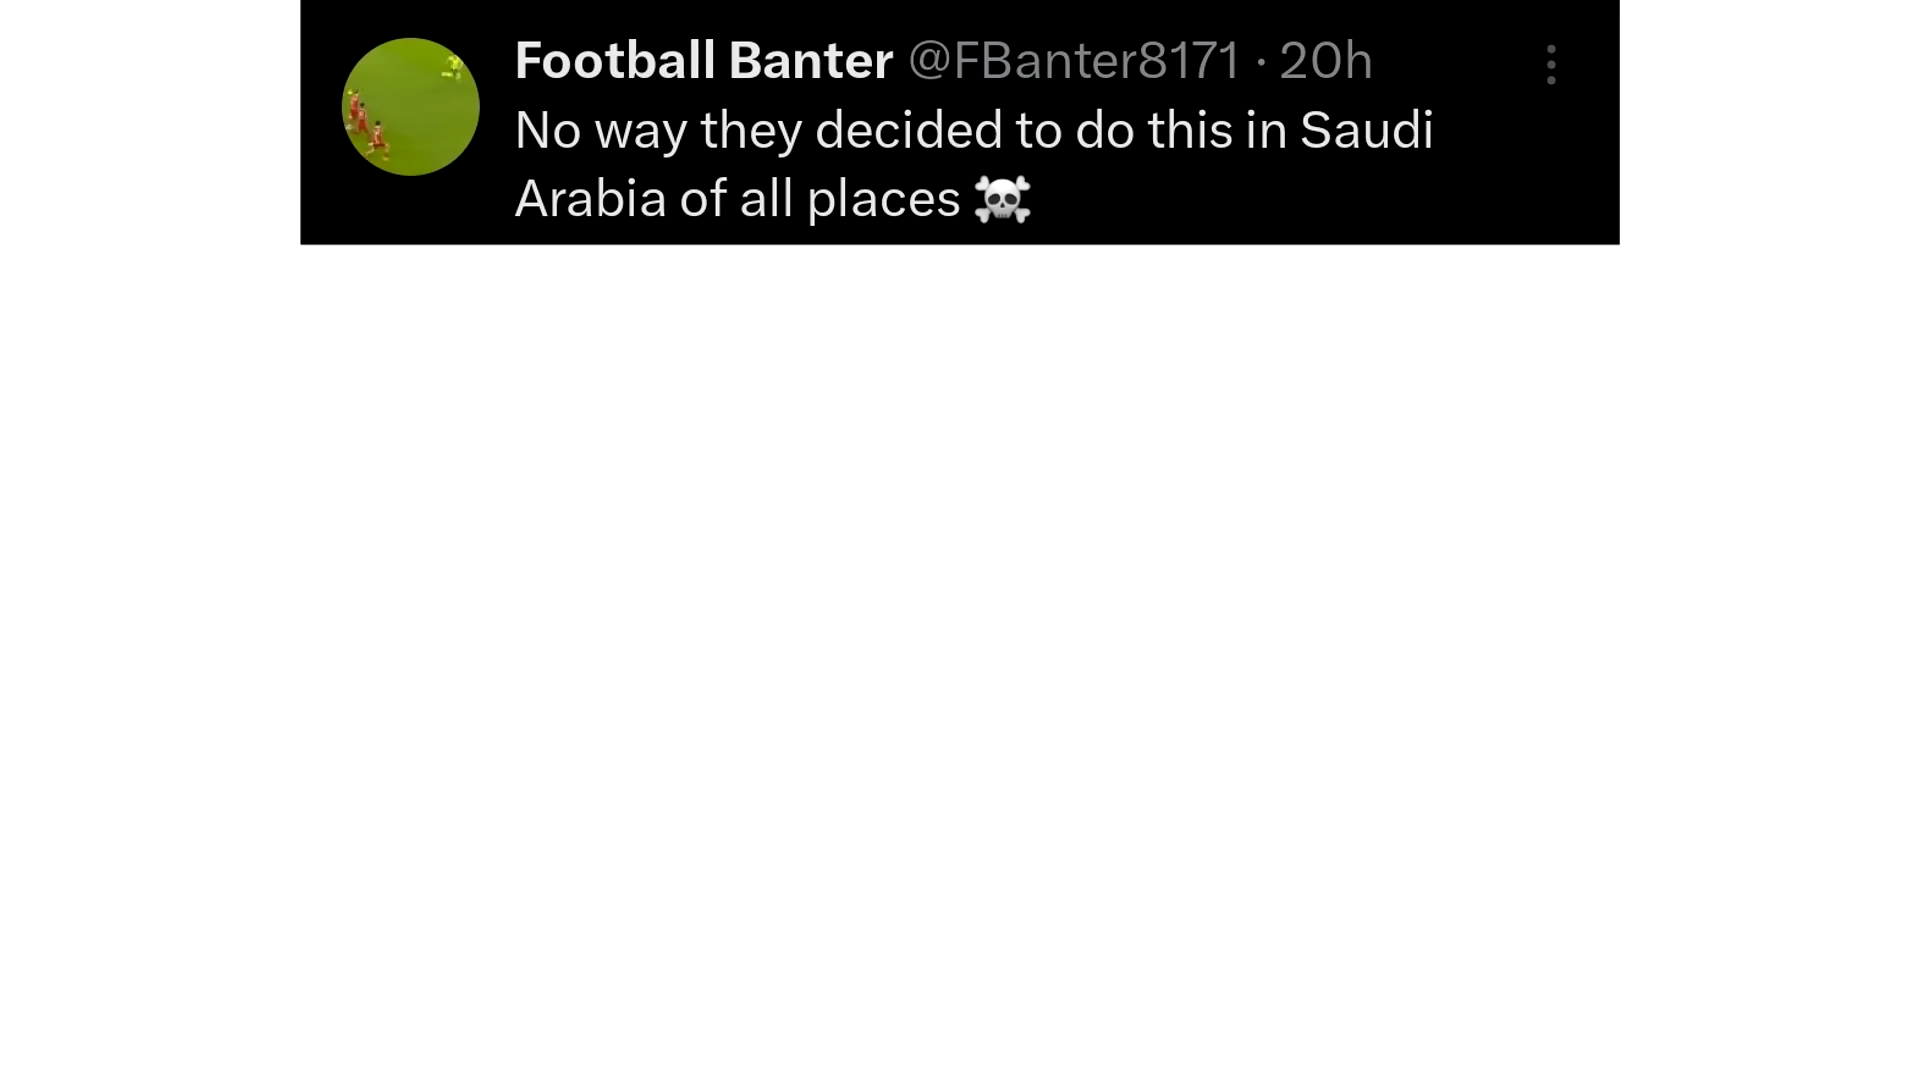 Football Banter @FBanter8171 · 20h
No way they decided to do this in Saudi
Arabia of all places ☠️